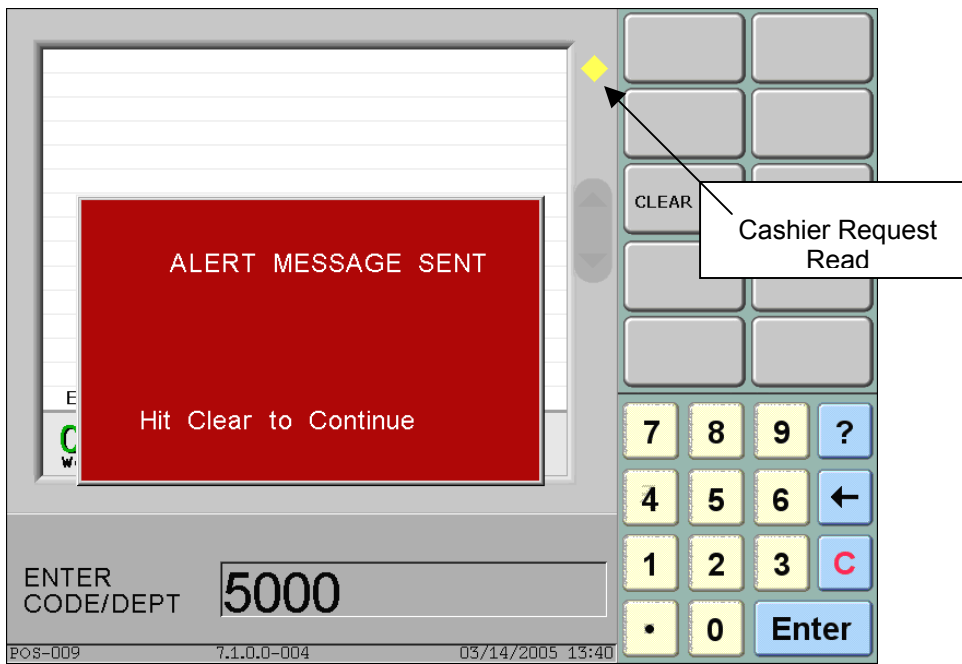 CLEAR
Cashier Request
Read
ALERT MESSAGE SENT
Hit Clear to Continue
7 8 9 ?
4 5 6 ←
1 2 3 C
. 0 Enter
ENTER
CODE/DEPT
5000
POS-009 7.1.0.0-004 03/14/2005 13:40